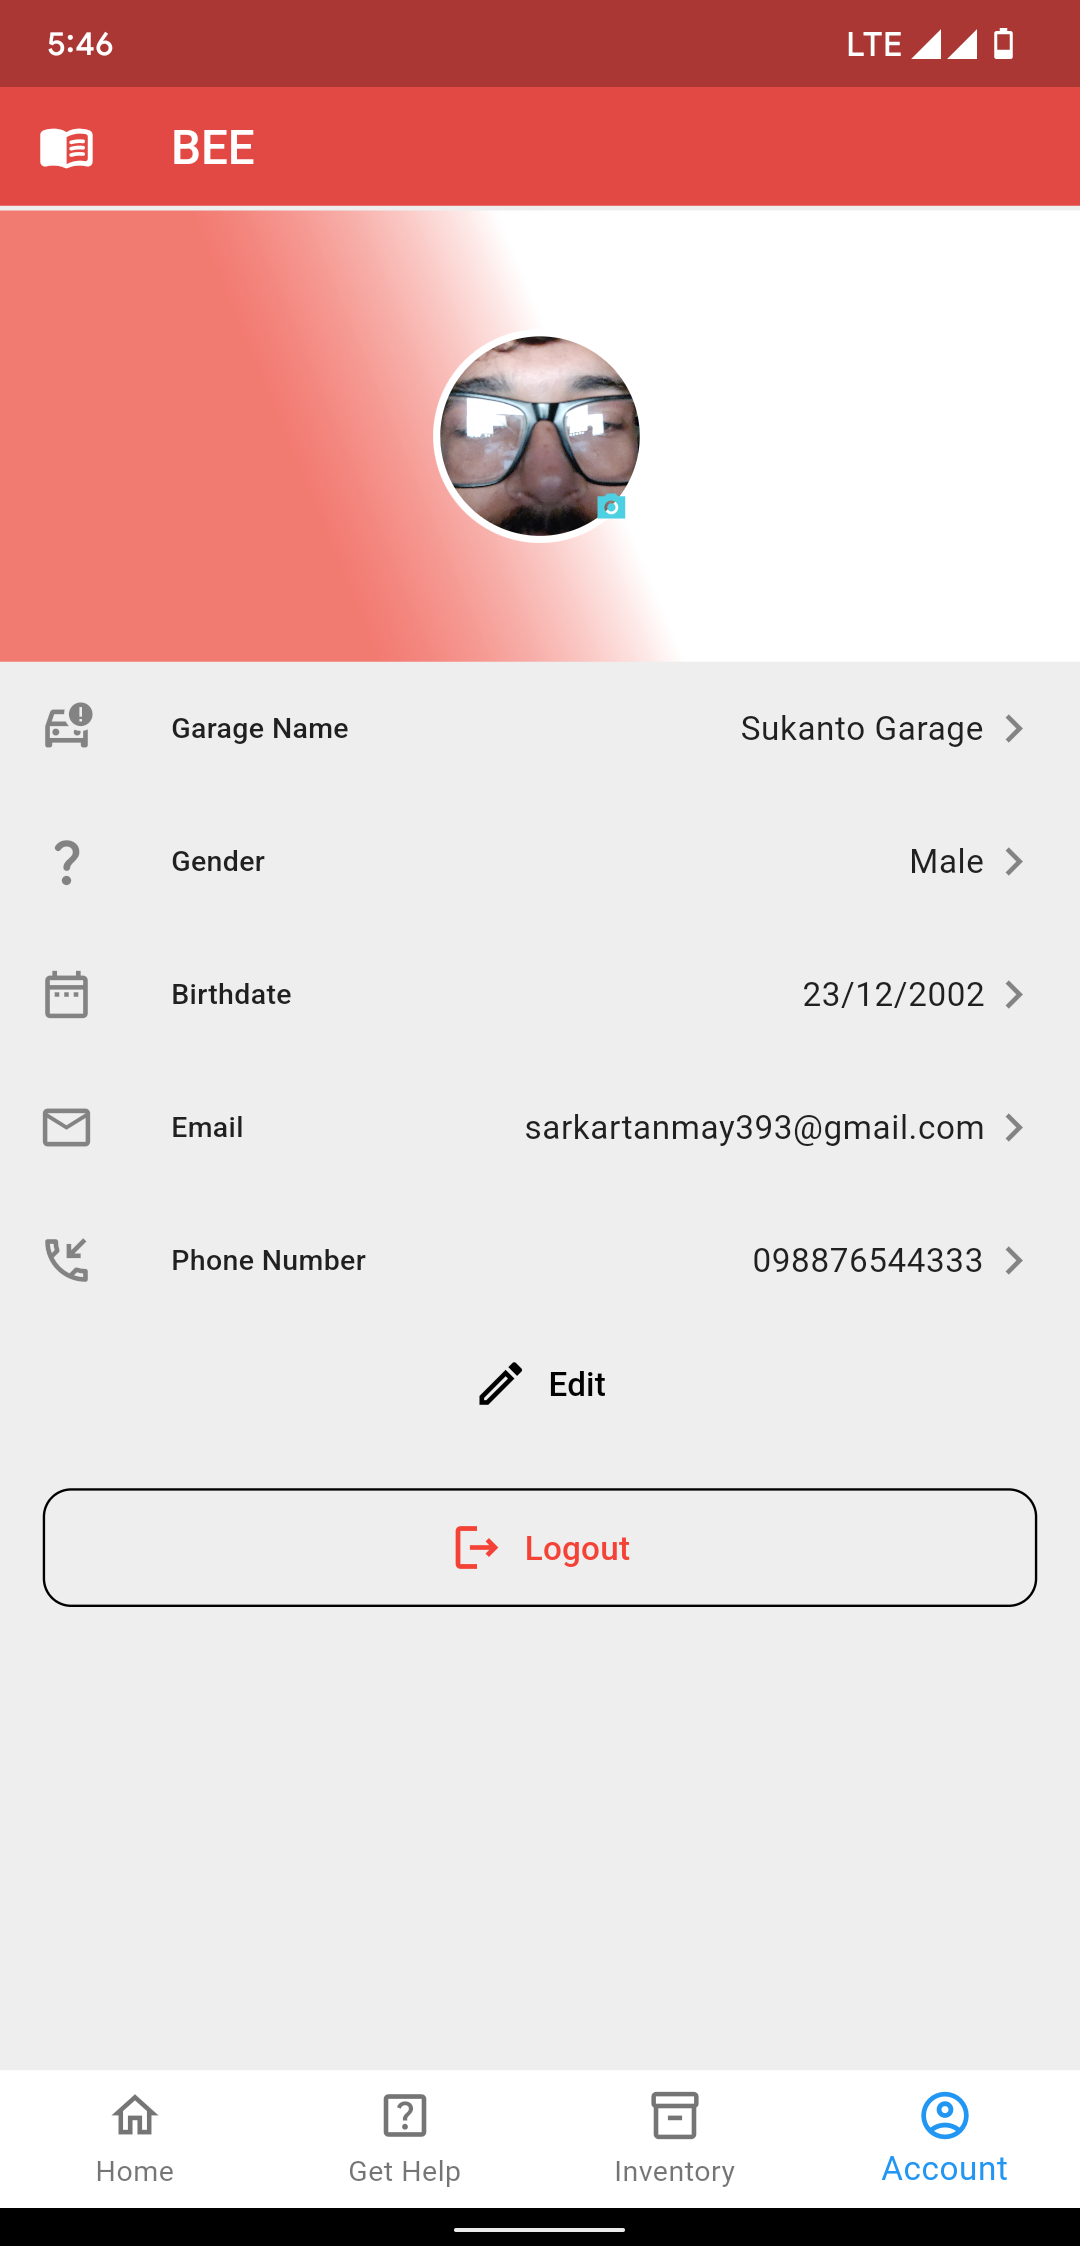 5:46 LTE
BEE
Garage Name Sukanto Garage
Gender Male
Birthdate 23/12/2002
Email sarkartanmay393@gmail.com
Phone Number 098876544333
Edit
Logout
Home Get Help Inventory Account